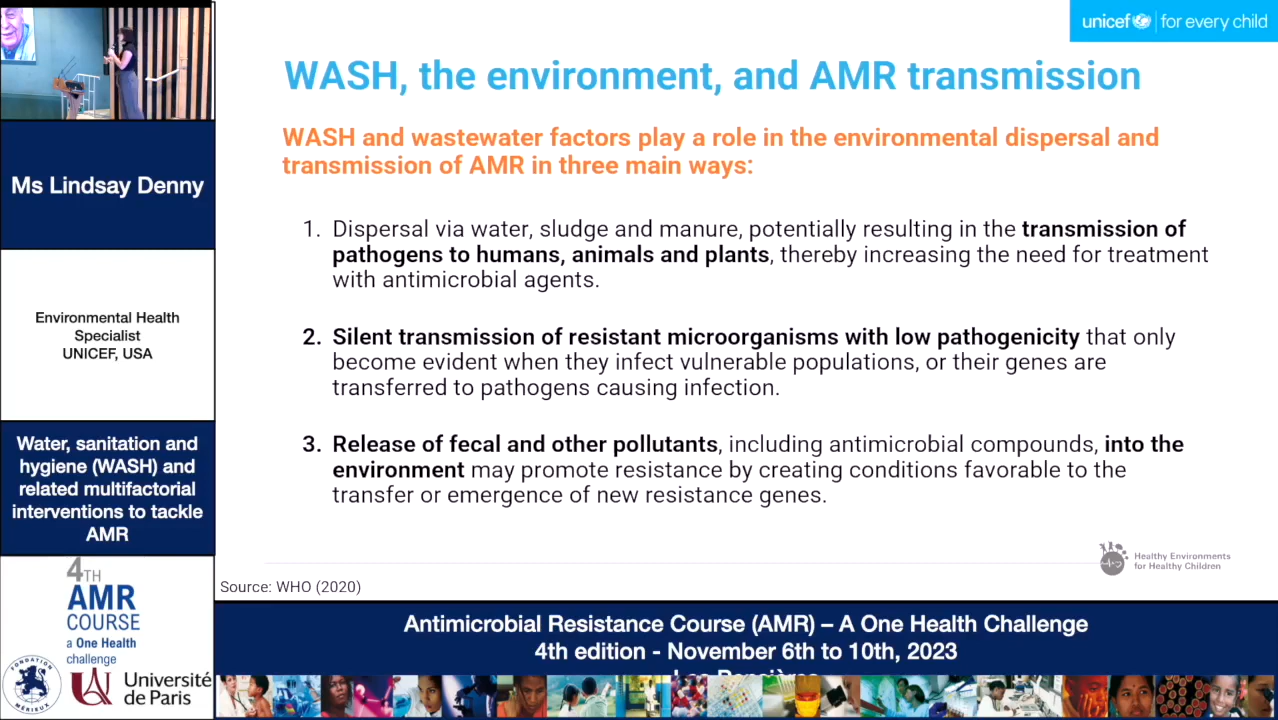 unicef for every child
WASH, the environment, and AMR transmission
WASH and wastewater factors play a role in the environmental dispersal and
transmission of AMR in three main ways:
1. Dispersal via water, sludge and manure, potentially resulting in the transmission of
pathogens to humans, animals and plants, thereby increasing the need for treatment
with antimicrobial agents.
2. Silent transmission of resistant microorganisms with low pathogenicity that only
become evident when they infect vulnerable populations, or their genes are
transferred to pathogens causing infection.
3. Release of fecal and other pollutants, including antimicrobial compounds, into the
environment may promote resistance by creating conditions favorable to the
transfer or emergence of new resistance genes.
Healthy Environments
for Healthy Children
Source: WHO (2020)
Ms Lindsay Denny
Environmental Health
Specialist
UNICEF, USA
Water, sanitation and
hygiene (WASH) and
related multifactorial
interventions to tackle
AMR
4TH
AMR
COURSE
a One Health
challenge
FONDATION
MÉRIEUX
Université
de Paris
Antimicrobial Resistance Course (AMR) – A One Health Challenge
4th edition - November 6th to 10th, 2023